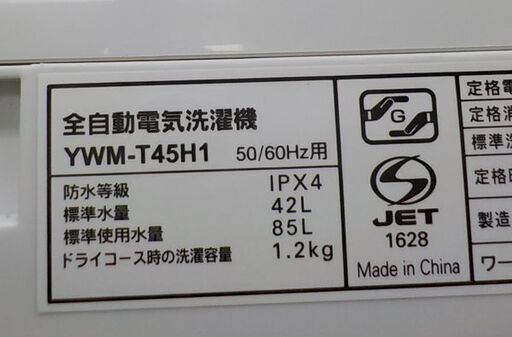 全自動電気洗濯機
YWM-T45H1 50/60Hz用
防水等級 IPX4
標準水量 42L
標準使用水量 85L
ドライコース時の洗濯容量 1.2kg
G
S
JET
1628
Made in China
定格電
定格消
標準洗
定格
製造
ワー